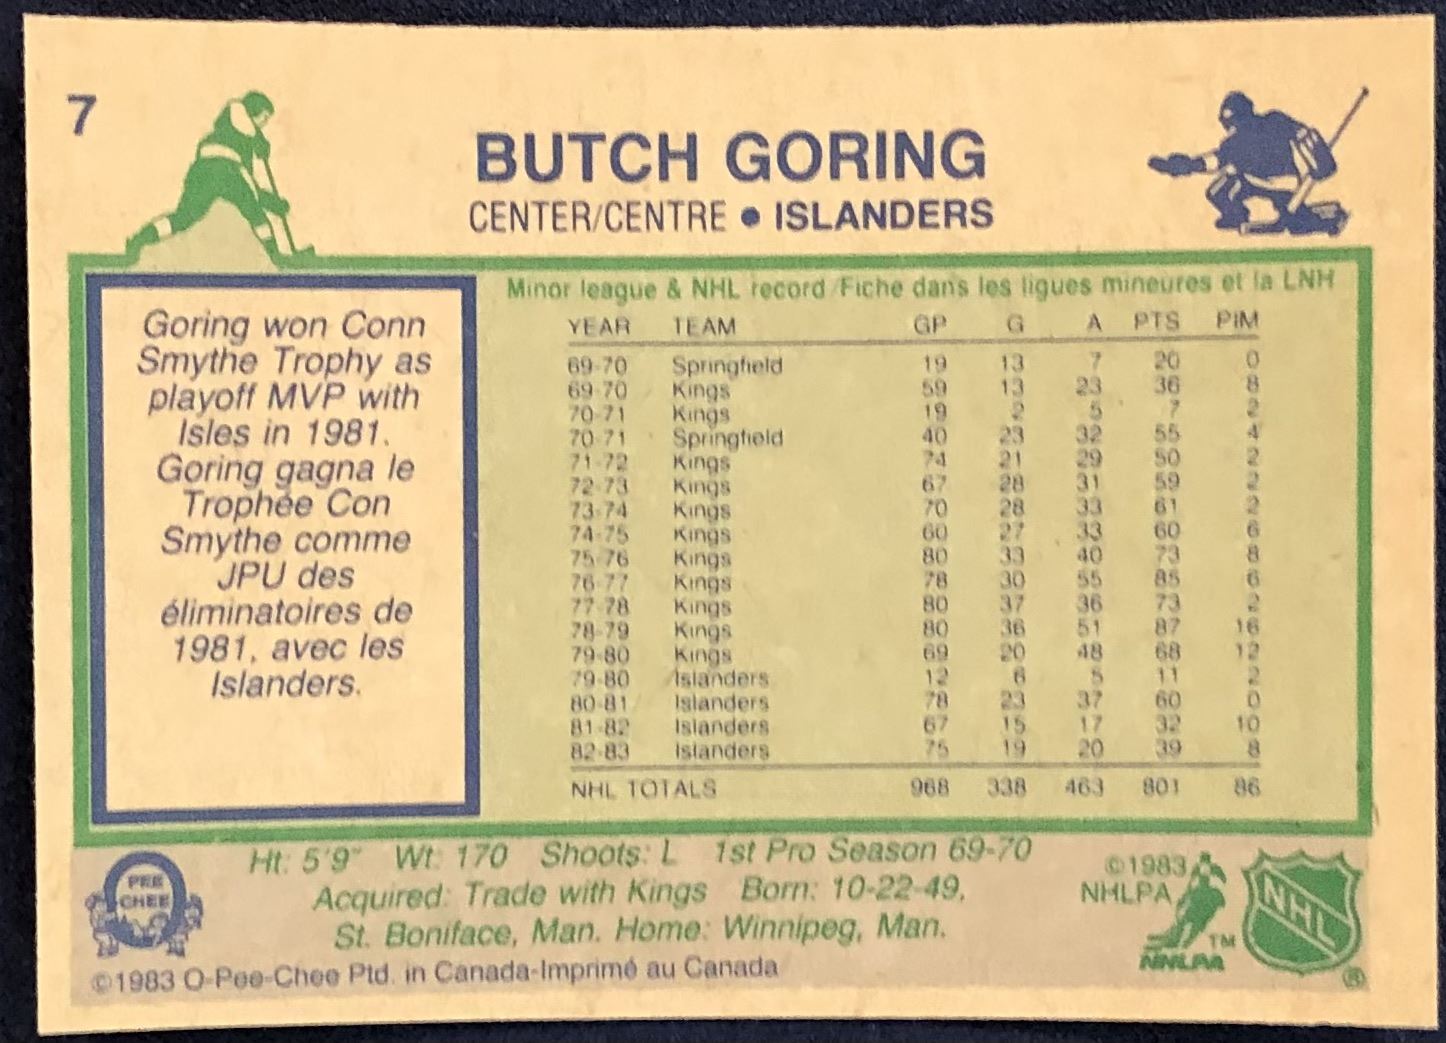 7
BUTCH GORING
CENTER/CENTRE • ISLANDERS
Goring won Conn
Smythe Trophy as
playoff MVP with
Isles in 1981.
Goring gagna le
Trophée Con
Smythe comme
JPU des
éliminatoires de
1981, avec les
Islanders.
Minor league & NHL record/Fiche dans les ligues mineures et la LNH
YEAR TEAM GP G A PTS PIM
69-70 Springfield 19 13 7 20 0
69-70 Kings 59 13 23 36 8
70-71 Kings 19 2 5 7 2
70-71 Springfield 40 23 32 55 4
71-72 Kings 74 21 29 50 2
72-73 Kings 67 28 31 59 2
73-74 Kings 70 28 33 61 2
74-75 Kings 60 27 33 60 6
75-76 Kings 80 33 40 73 8
76-77 Kings 78 30 55 85 6
77-78 Kings 80 37 36 73 2
78-79 Kings 80 36 51 87 16
79-80 Kings 69 20 48 68 12
79-80 Islanders 12 6 5 11 2
80-81 Islanders 78 23 37 60 0
81-82 Islanders 67 15 17 32 10
82-83 Islanders 75 19 20 39 8
NHL TOTALS 968 338 463 801 86
Ht: 5'9" Wt: 170 Shoots: L 1st Pro Season 69-70
Acquired: Trade with Kings Born: 10-22-49,
St. Boniface, Man. Home: Winnipeg, Man.
©1983 O-Pee-Chee Ptd. in Canada-Imprimé au Canada
PEE
CHEE
©1983
NHLPA
TM
NHLPA
NHL
®